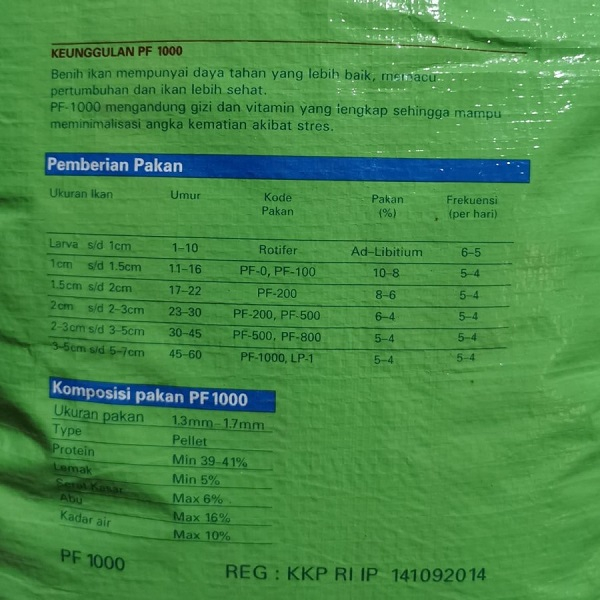 KEUNGGULAN PF 1000
Benih ikan mempunyai daya tahan yang lebih baik, memacu
pertumbuhan dan ikan lebih sehat.
PF-1000 mengandung gizi dan vitamin yang lengkap sehingga mampu
meminimalisasi angka kematian akibat stres.
Pemberian Pakan
Ukuran Ikan Umur Kode Pakan Pakan (%) Frekuensi (per hari)
Larva s/d 1cm 1–10 Rotifer Ad–Libitium 6–5
1cm s/d 1.5cm 11–16 PF-0, PF-100 10–8 5–4
1.5cm s/d 2cm 17–22 PF-200 8–6 5–4
2cm s/d 2–3cm 23–30 PF-200, PF-500 6–4 5–4
2–3cm s/d 3–5cm 30–45 PF-500, PF-800 5–4 5–4
3–5cm s/d 5–7cm 45–60 PF-1000, LP-1 5–4 5–4
Komposisi pakan PF 1000
Ukuran pakan 1.3mm–1.7mm
Type Pellet
Protein Min 39–41%
Lemak Min 5%
Serat Kasar Max 6%
Abu Max 16%
Kadar air Max 10%
PF 1000
REG : KKP RI IP 141092014